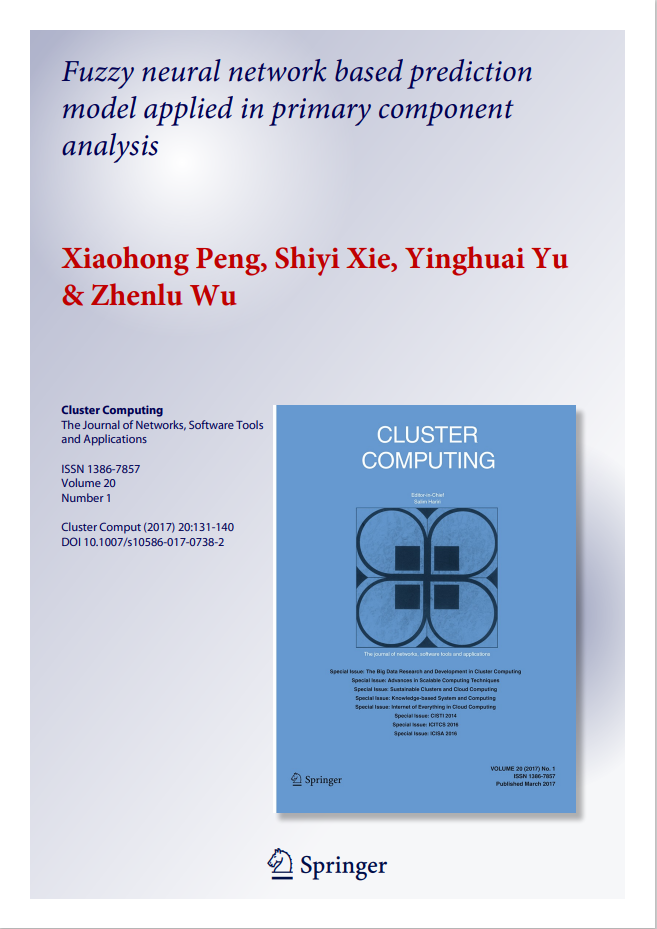 Fuzzy neural network based prediction
model applied in primary component
analysis
Xiaohong Peng, Shiyi Xie, Yinghuai Yu
& Zhenlu Wu
Cluster Computing
The Journal of Networks, Software Tools
and Applications
ISSN 1386-7857
Volume 20
Number 1
Cluster Comput (2017) 20:131-140
DOI 10.1007/s10586-017-0738-2
CLUSTER
COMPUTING
Editor-in-Chief
Salim Hariri
The journal of networks, software tools and applications
Special Issue: The Big Data Research and Development in Cluster Computing
Special Issue: Advances in Scalable Computing Techniques
Special Issue: Sustainable Clusters and Cloud Computing
Special Issue: Knowledge-based System and Computing
Special Issue: Internet of Everything in Cloud Computing
Special Issue: CISTI 2014
Special Issue: ICITCS 2016
Special Issue: ICISA 2016
VOLUME 20 (2017) No. 1
ISSN 1386-7857
Published March 2017
Springer
Springer